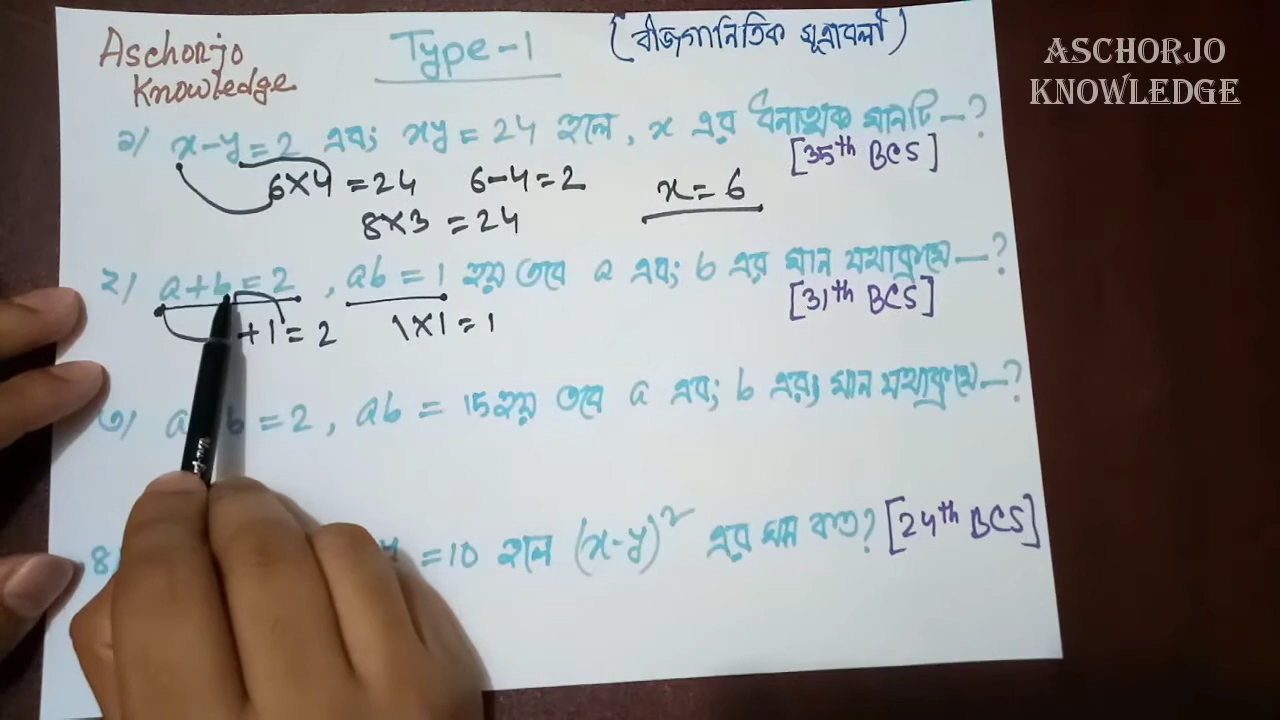 Aschorjo Knowledge
Type-1
(বীজগানিতিক সূত্রাবলী)
ASCHORJO KNOWLEDGE
১) x-y=2 এবং xy=24 হলে, x এর ধনাত্মক মানটি—?
[35th BCS]
6×4=24 6-4=2 x=6
8×3=24
২) a+b=2, ab=1 হয় তবে a এবং b এর মান যথাক্রমে—?
[31th BCS]
+1=2 1×1=1
৩) a b=2, ab=15 হয় তবে a এবং b এর মান যথাক্রমে—?
৪) =10 হলে (x-y)² এর মান কত? [24th BCS]